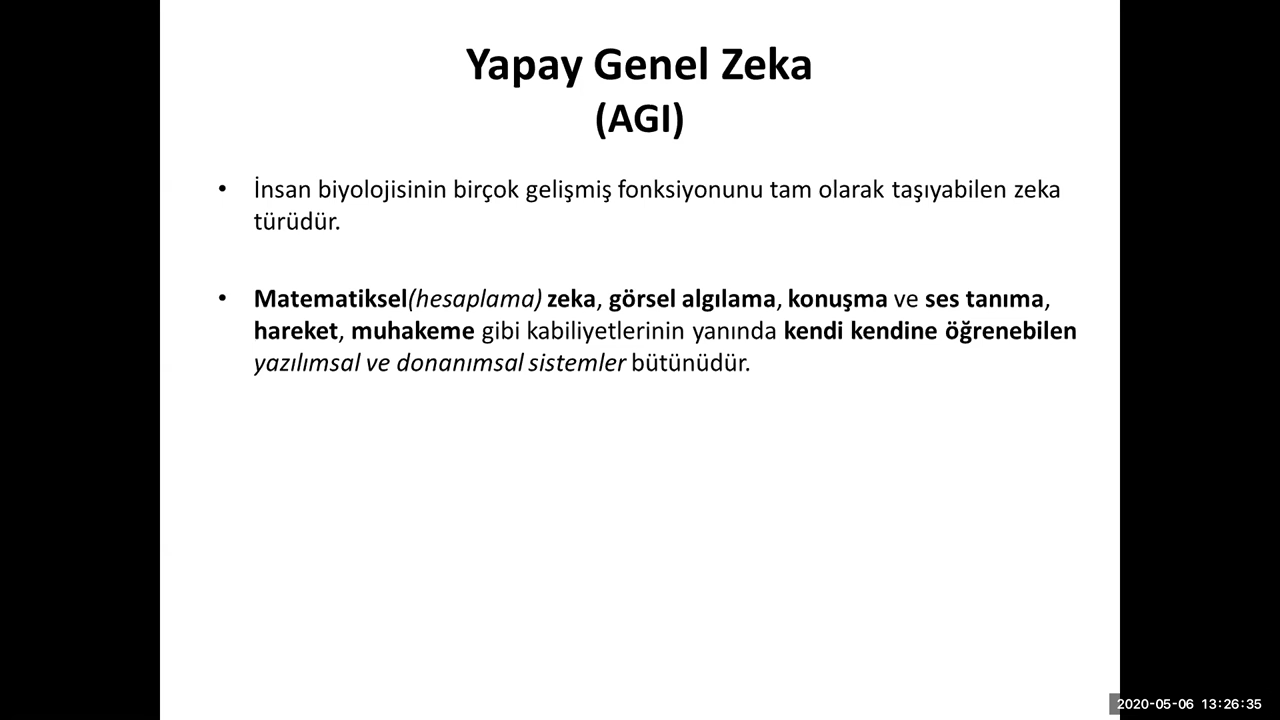 Yapay Genel Zeka
(AGI)
• İnsan biyolojisinin birçok gelişmiş fonksiyonunu tam olarak taşıyabilen zeka
türüdür.
• Matematiksel(hesaplama) zeka, görsel algılama, konuşma ve ses tanıma,
hareket, muhakeme gibi kabiliyetlerinin yanında kendi kendine öğrenebilen
yazılımsal ve donanımsal sistemler bütünüdür.
2020-05-06 13:26:35